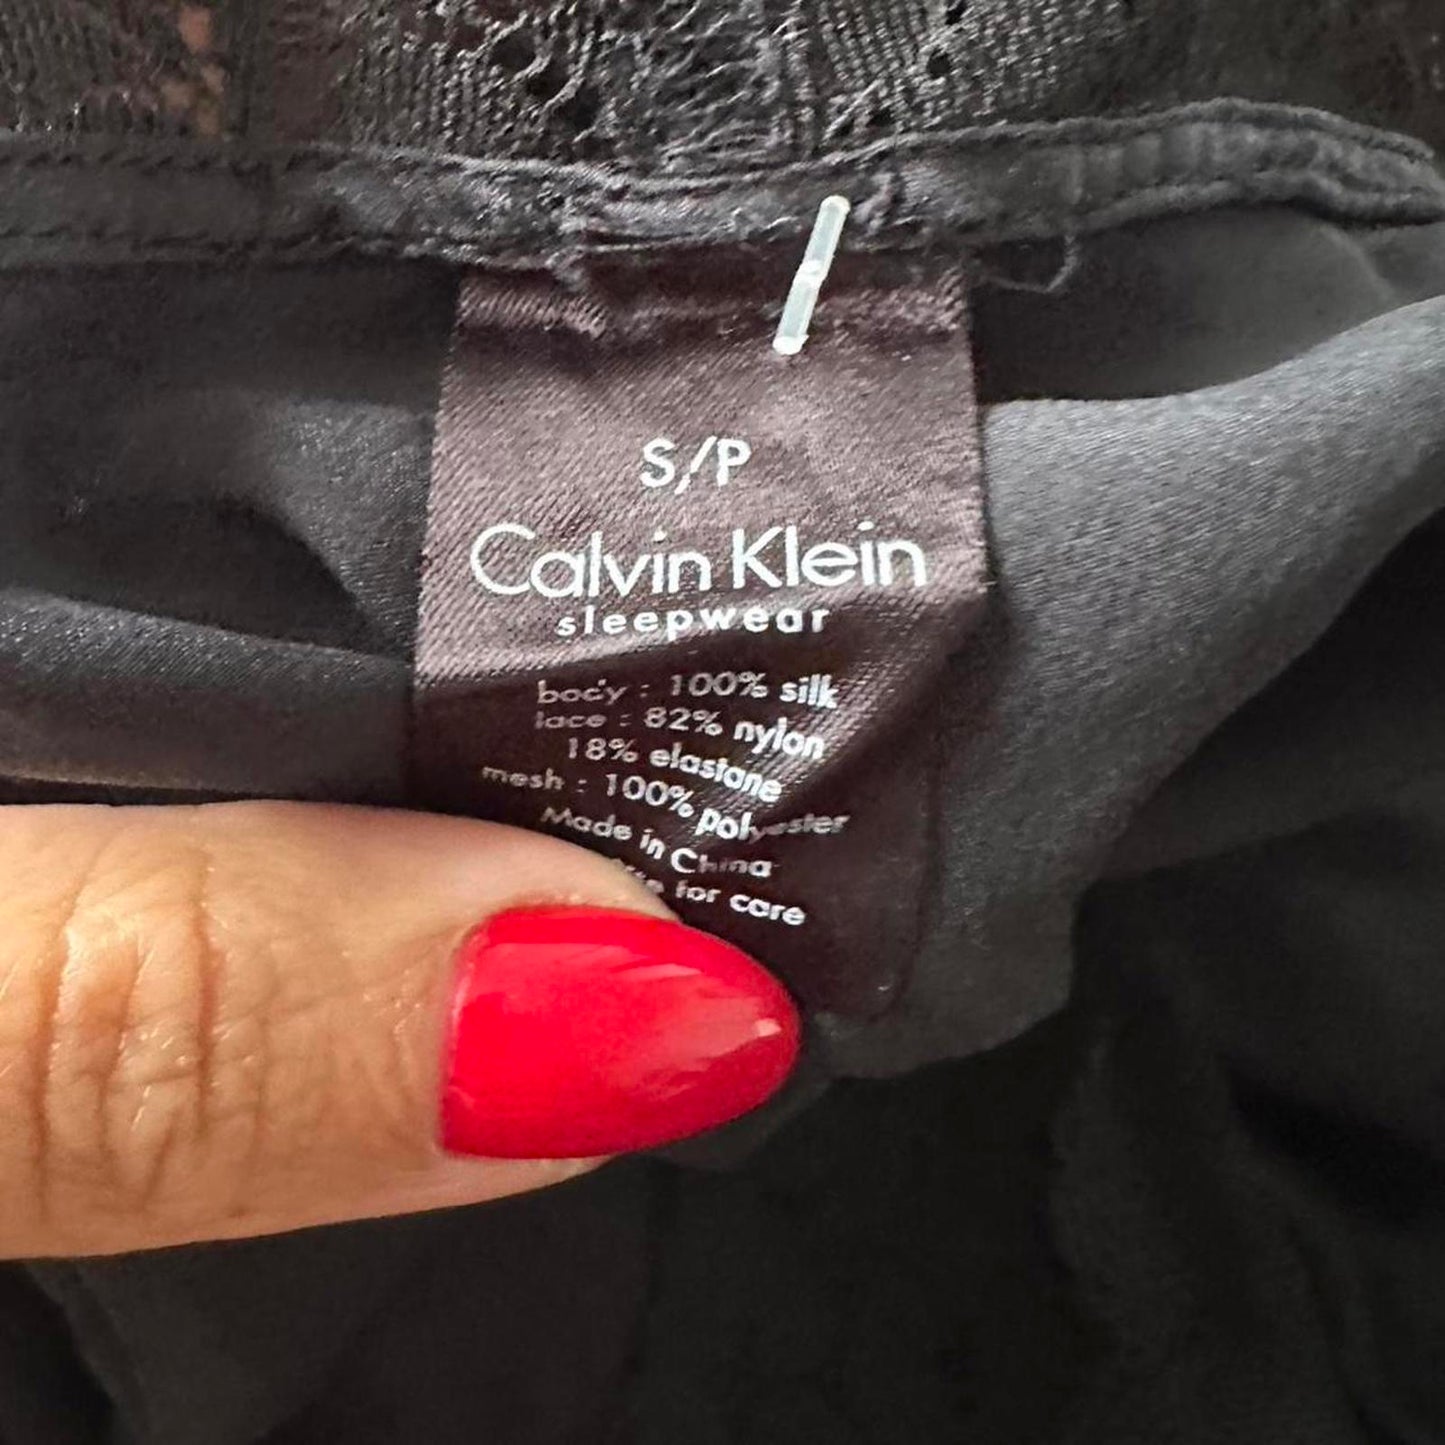 S/P
Calvin Klein
sleepwear
body : 100% silk
lace : 82% nylon
18% elastane
mesh : 100% polyester
Made in China
for care